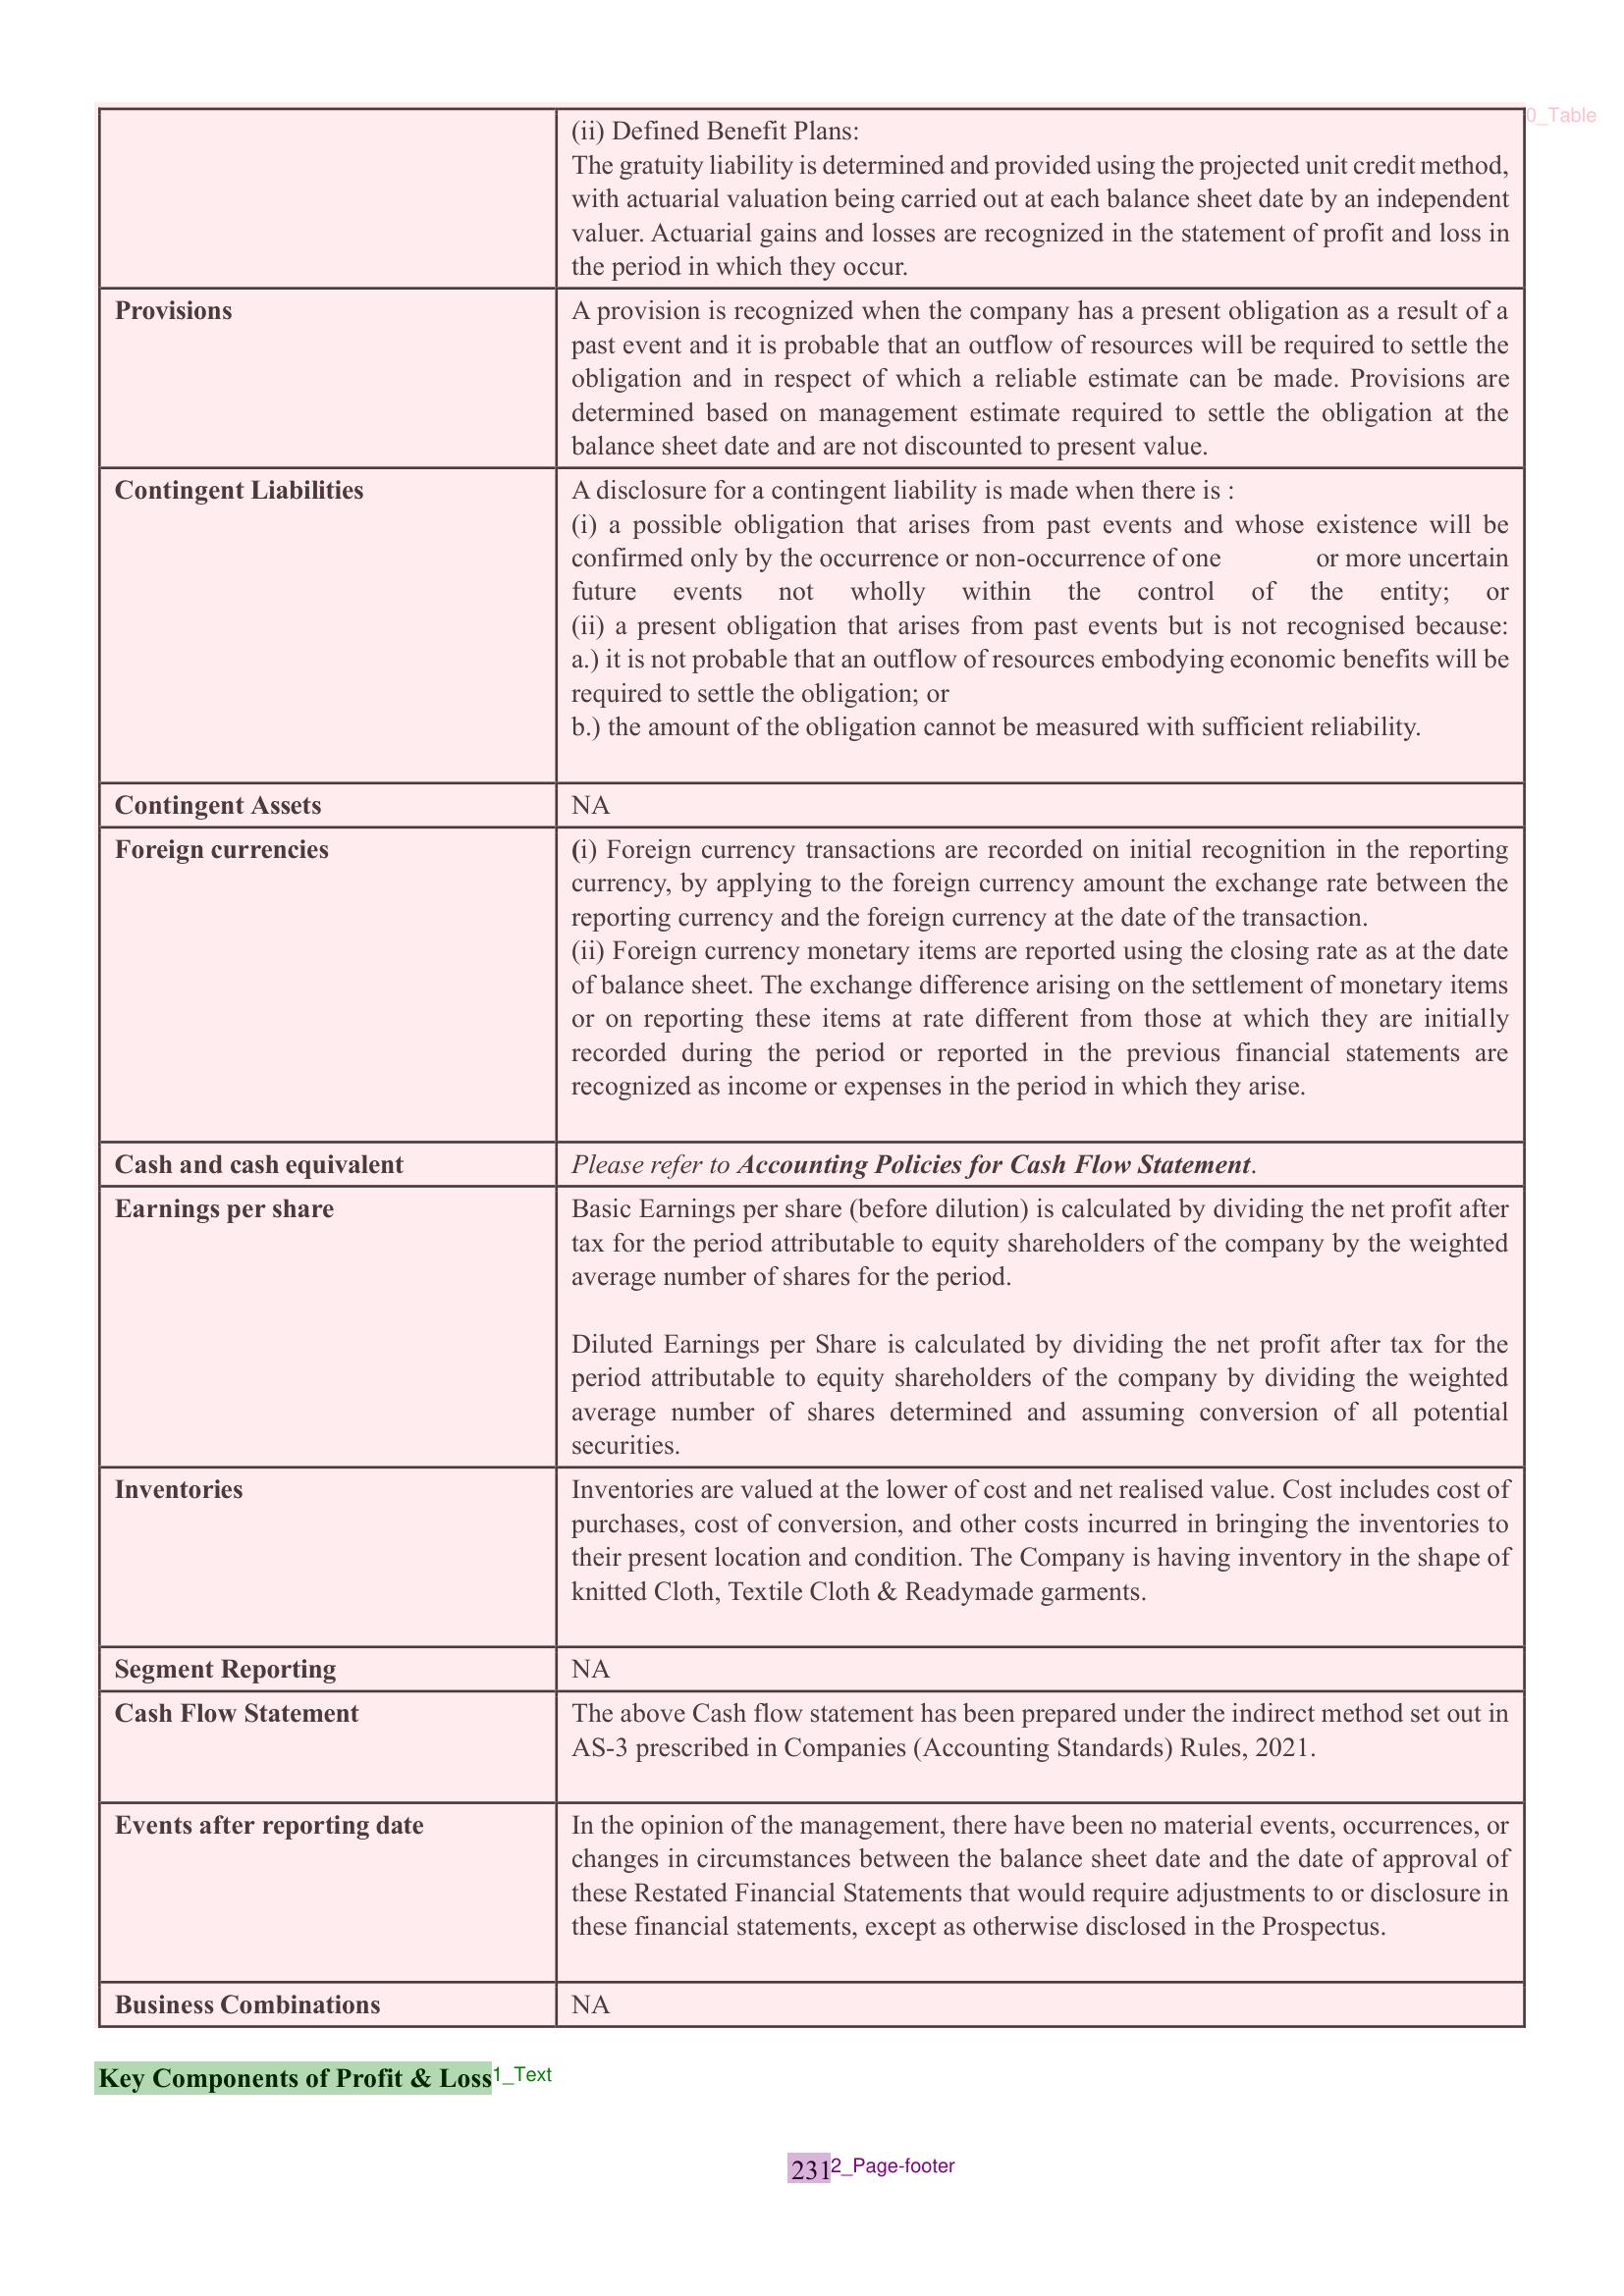 (ii) Defined Benefit Plans:
The gratuity liability is determined and provided using the projected unit credit method,
with actuarial valuation being carried out at each balance sheet date by an independent
valuer. Actuarial gains and losses are recognized in the statement of profit and loss in
the period in which they occur.
0_Table
Provisions
A provision is recognized when the company has a present obligation as a result of a
past event and it is probable that an outflow of resources will be required to settle the
obligation and in respect of which a reliable estimate can be made. Provisions are
determined based on management estimate required to settle the obligation at the
balance sheet date and are not discounted to present value.
Contingent Liabilities
A disclosure for a contingent liability is made when there is :
(i) a possible obligation that arises from past events and whose existence will be
confirmed only by the occurrence or non-occurrence of one or more uncertain
future events not wholly within the control of the entity; or
(ii) a present obligation that arises from past events but is not recognised because:
a.) it is not probable that an outflow of resources embodying economic benefits will be
required to settle the obligation; or
b.) the amount of the obligation cannot be measured with sufficient reliability.
Contingent Assets
NA
Foreign currencies
(i) Foreign currency transactions are recorded on initial recognition in the reporting
currency, by applying to the foreign currency amount the exchange rate between the
reporting currency and the foreign currency at the date of the transaction.
(ii) Foreign currency monetary items are reported using the closing rate as at the date
of balance sheet. The exchange difference arising on the settlement of monetary items
or on reporting these items at rate different from those at which they are initially
recorded during the period or reported in the previous financial statements are
recognized as income or expenses in the period in which they arise.
Cash and cash equivalent
Please refer to Accounting Policies for Cash Flow Statement.
Earnings per share
Basic Earnings per share (before dilution) is calculated by dividing the net profit after
tax for the period attributable to equity shareholders of the company by the weighted
average number of shares for the period.
Diluted Earnings per Share is calculated by dividing the net profit after tax for the
period attributable to equity shareholders of the company by dividing the weighted
average number of shares determined and assuming conversion of all potential
securities.
Inventories
Inventories are valued at the lower of cost and net realised value. Cost includes cost of
purchases, cost of conversion, and other costs incurred in bringing the inventories to
their present location and condition. The Company is having inventory in the shape of
knitted Cloth, Textile Cloth & Readymade garments.
Segment Reporting
NA
Cash Flow Statement
The above Cash flow statement has been prepared under the indirect method set out in
AS-3 prescribed in Companies (Accounting Standards) Rules, 2021.
Events after reporting date
In the opinion of the management, there have been no material events, occurrences, or
changes in circumstances between the balance sheet date and the date of approval of
these Restated Financial Statements that would require adjustments to or disclosure in
these financial statements, except as otherwise disclosed in the Prospectus.
Business Combinations
NA
Key Components of Profit & Loss
1_Text
231
2_Page-footer